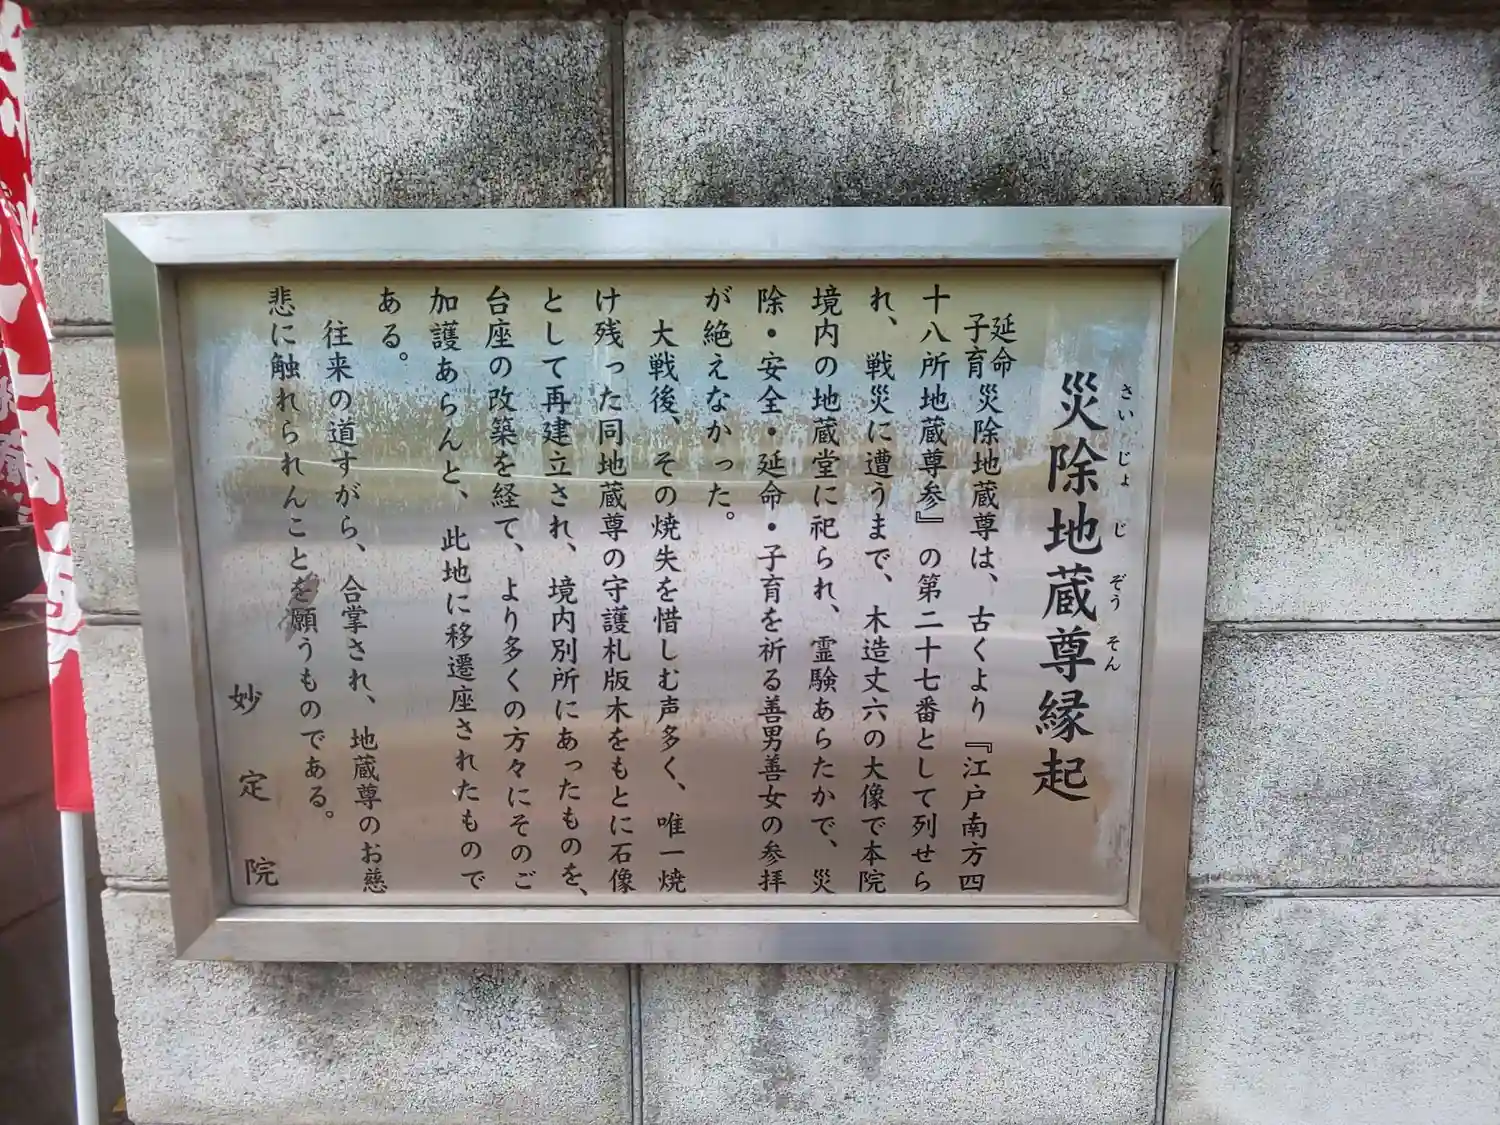 災除地蔵尊縁起
さいじょじぞうそん
延命
子育
災除地蔵尊は、古くより『江戸南方四
十八所地蔵尊参』の第二十七番として列せら
れ、戦災に遭うまで、木造丈六の大像で本院
境内の地蔵堂に祀られ、霊験あらたかで、災
除・安全・延命・子育を祈る善男善女の参拝
が絶えなかった。
大戦後、その焼失を惜しむ声多く、唯一焼
け残った同地蔵尊の守護札版木をもとに石像
として再建立され、境内別所にあったものを、
台座の改築を経て、より多くの方々にそのご
加護あらんと、此地に移遷座されたもので
ある。
往来の道すがら、合掌され、地蔵尊のお慈
悲に触れられんことを願うものである。
妙定院